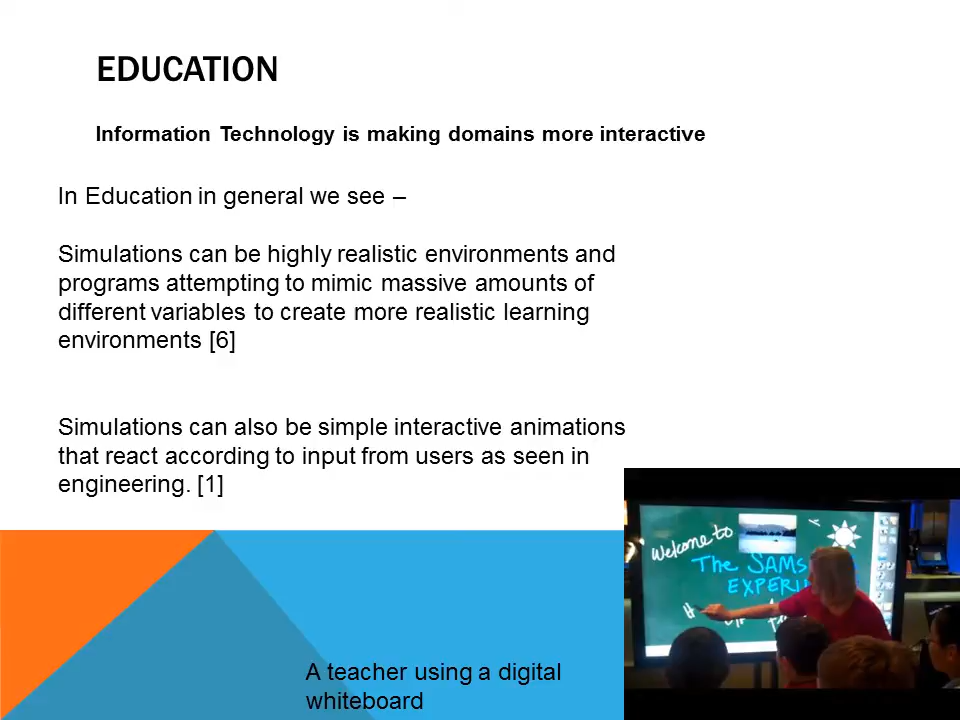 EDUCATION
Information Technology is making domains more interactive
In Education in general we see –
Simulations can be highly realistic environments and
programs attempting to mimic massive amounts of
different variables to create more realistic learning
environments [6]
Simulations can also be simple interactive animations
that react according to input from users as seen in
engineering. [1]
Welcome to
The SAMS
EXPERI
A teacher using a digital
whiteboard